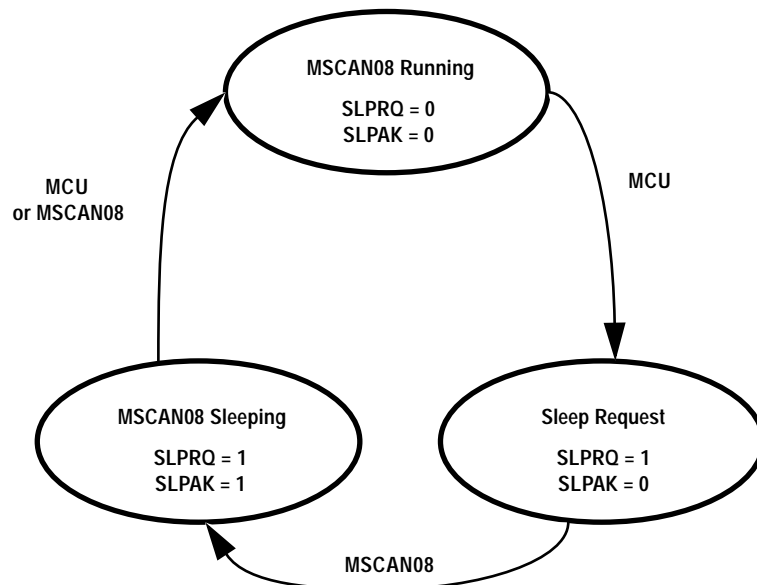 MSCAN08 Running
SLPRQ = 0
SLPAK = 0
MCU
or MSCAN08
MCU
MSCAN08 Sleeping
SLPRQ = 1
SLPAK = 1
Sleep Request
SLPRQ = 1
SLPAK = 0
MSCAN08